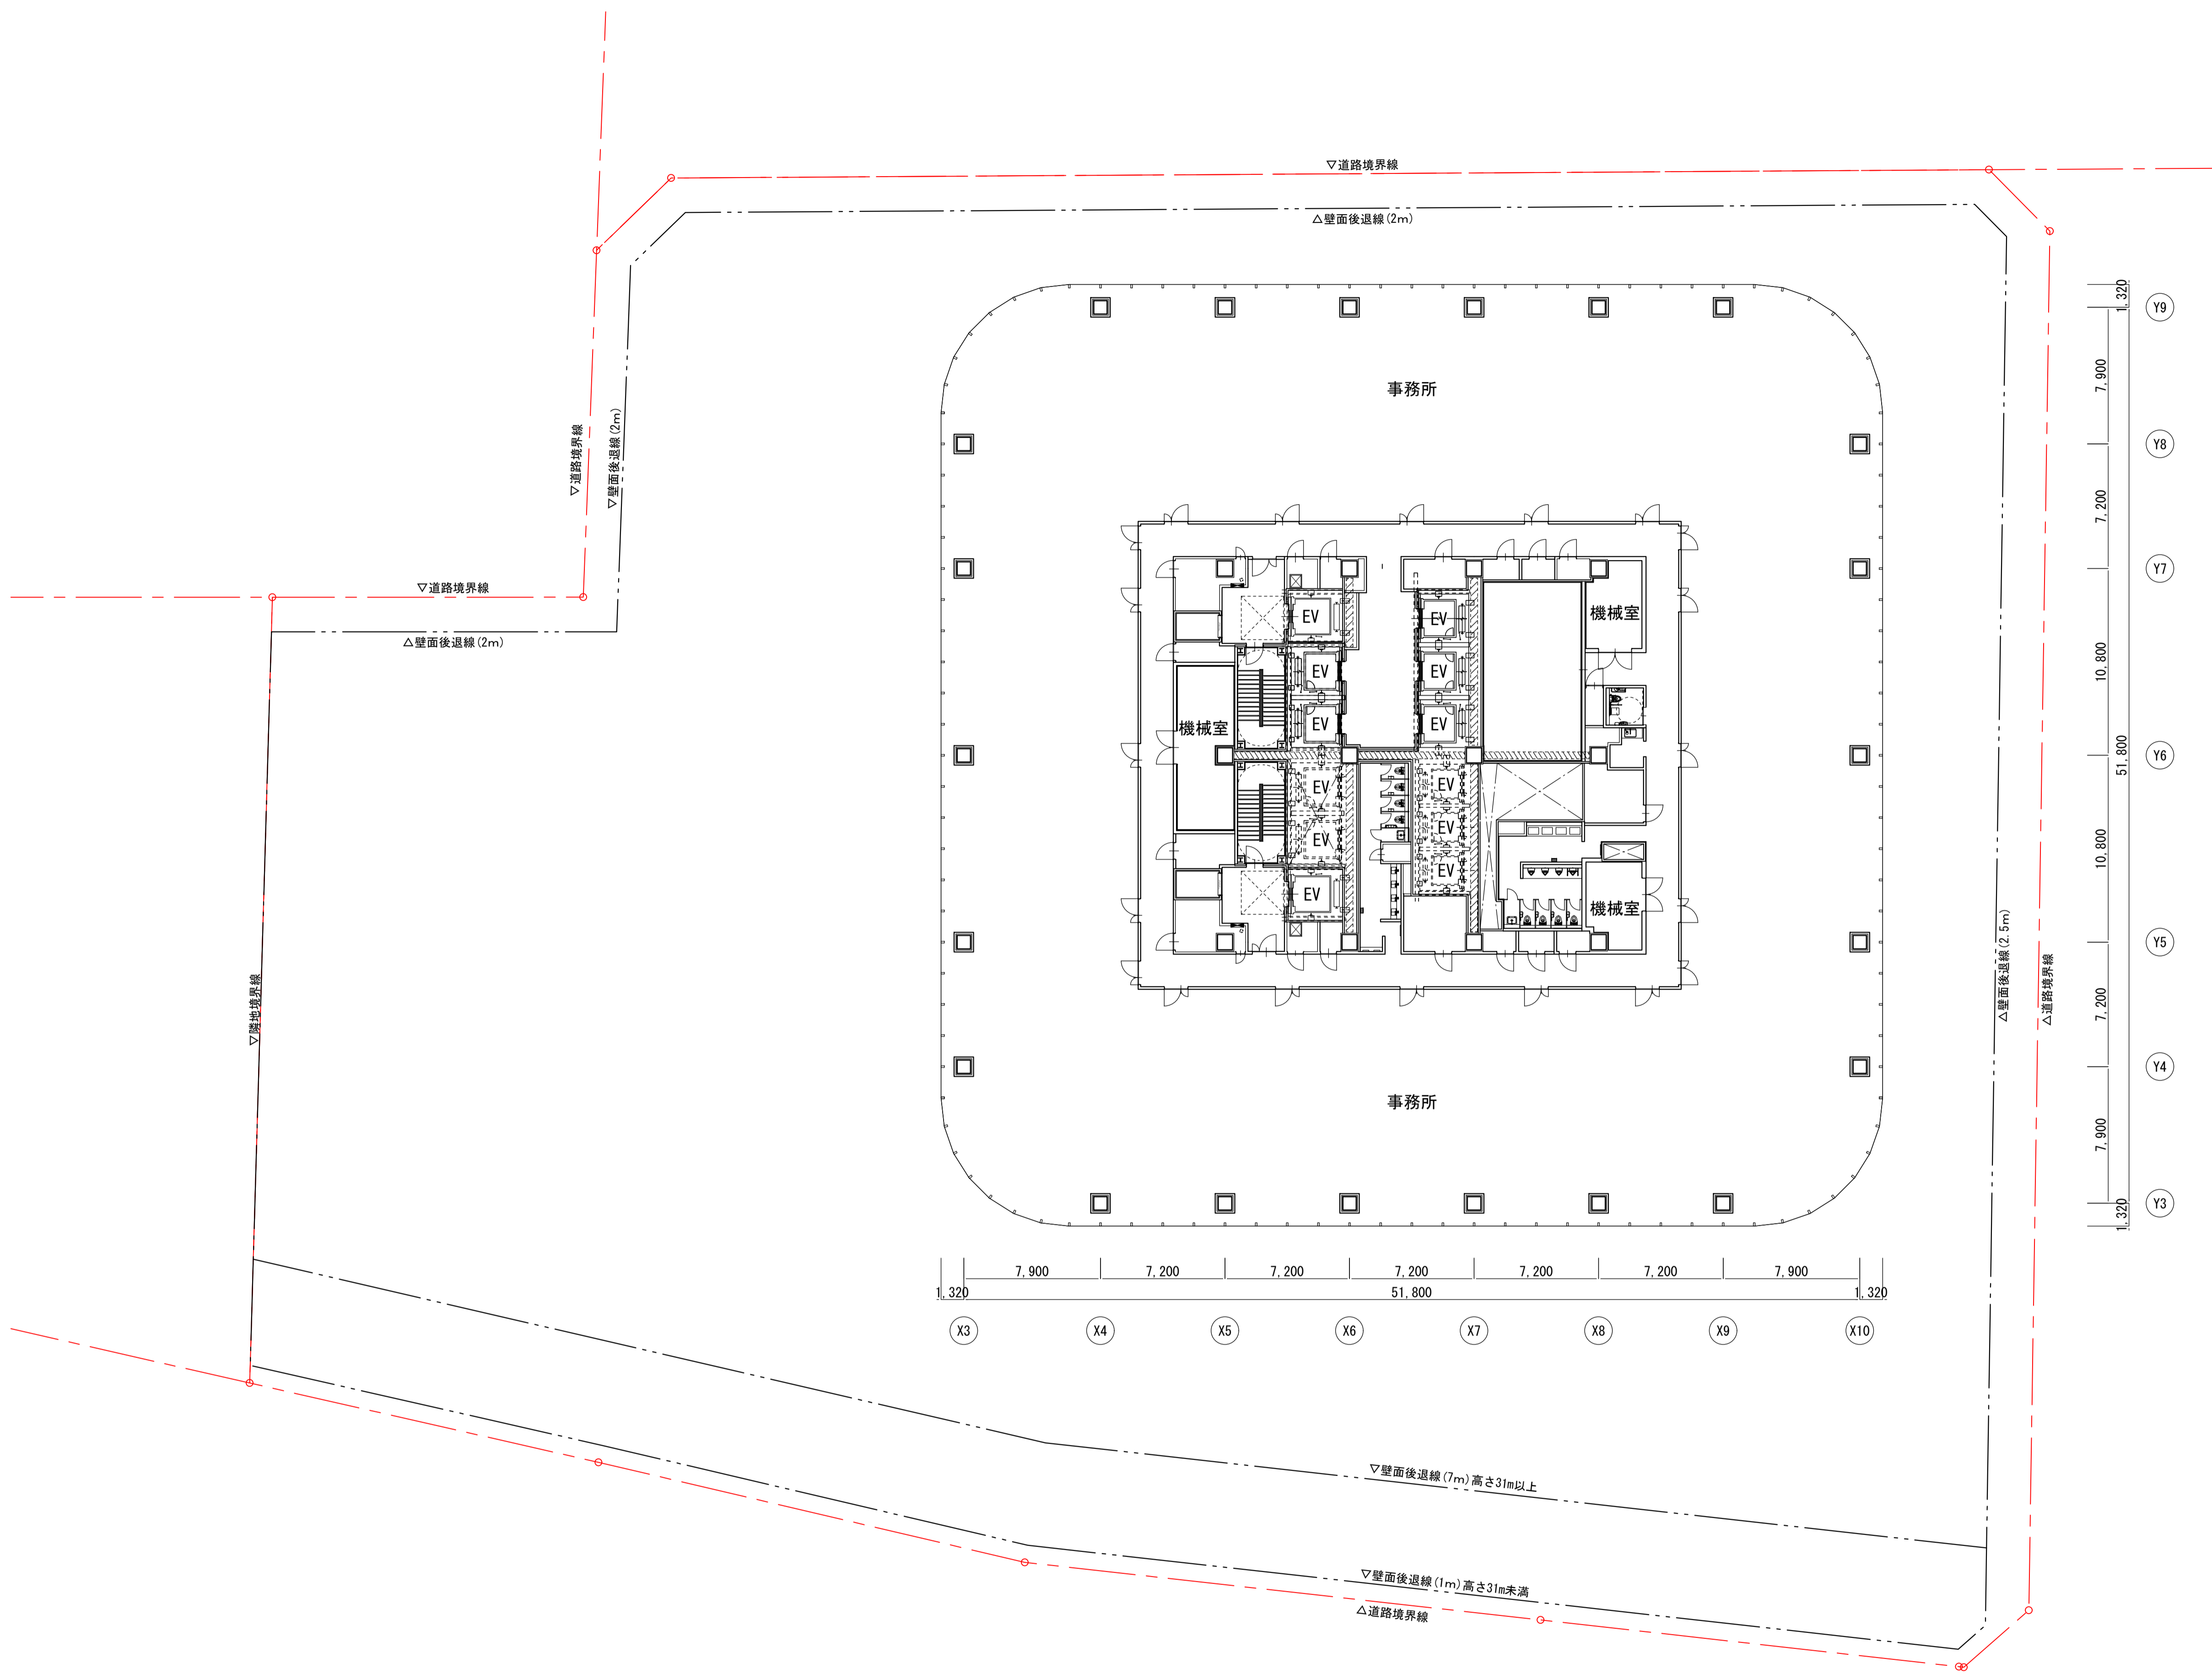 ▽道路境界線
△壁面後退線(2m)
▽道路境界線
▽壁面後退線(2m)
▽道路境界線
△壁面後退線(2m)
▽隣地境界線
事務所
機械室
EV
EV
EV
EV
EV
EV
機械室
EV
EV
EV
EV
EV
EV
機械室
事務所
△壁面後退線(2.5m)
△道路境界線
1,320
7,900
7,200
10,800
10,800
7,200
7,900
1,320
51,800
Y9
Y8
Y7
Y6
Y5
Y4
Y3
7,900
7,200
7,200
7,200
7,200
7,200
7,900
1,320
51,800
1,320
X3
X4
X5
X6
X7
X8
X9
X10
▽壁面後退線(7m)高さ31m以上
▽壁面後退線(1m)高さ31m未満
△道路境界線